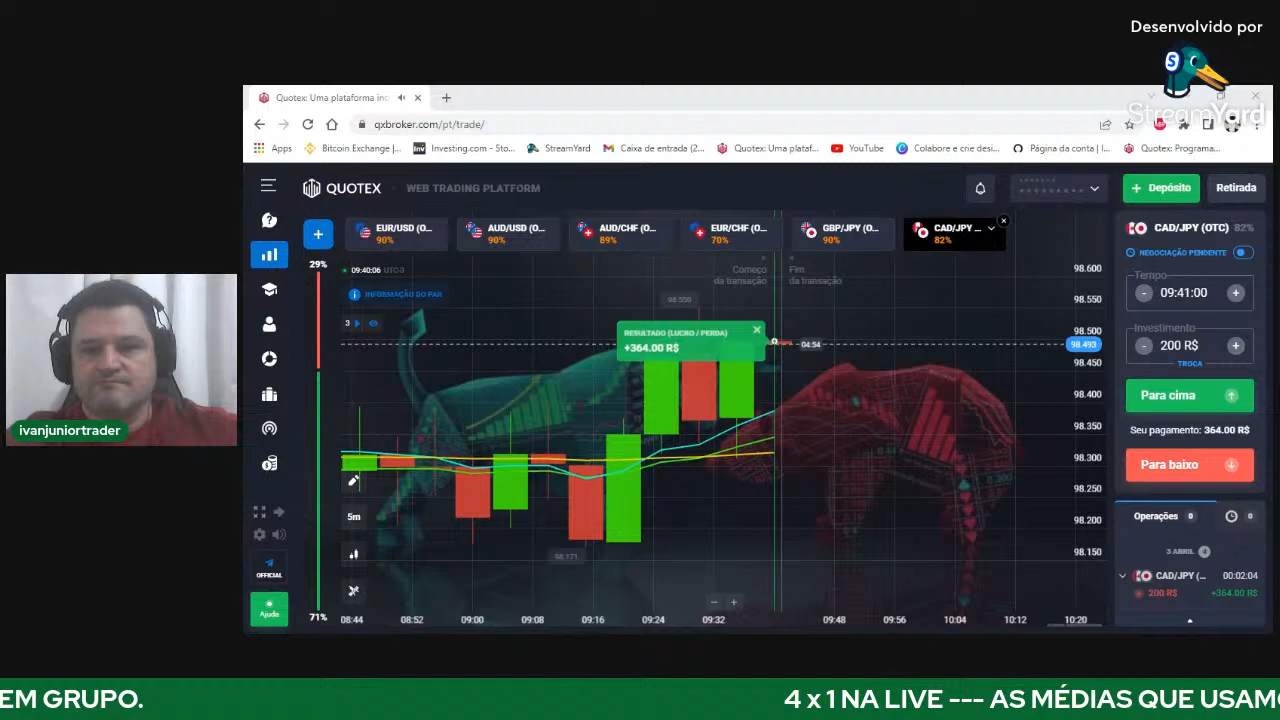 Desenvolvido por
StreamYard
Quotex: Uma plataforma ino
qxbroker.com/pt/trade/
Apps
Bitcoin Exchange |...
Investing.com - Sto...
StreamYard
Caixa de entrada (2...
Quotex: Uma plataf...
YouTube
Colabore e crie desi...
Página da conta | I...
Quotex: Programa...
QUOTEX
WEB TRADING PLATFORM
Depósito
Retirada
EUR/USD (O...
90%
AUD/USD (O...
90%
AUD/CHF (O...
89%
EUR/CHF (O...
70%
GBP/JPY (O...
90%
CAD/JPY ...
82%
CAD/JPY (OTC) 82%
29%
09:40:06 UTC-3
Começo
da transação
Fim
da transação
INFORMAÇÃO DO PAR
3
98.550
RESULTADO (LUCRO / PERDA)
+364.00 R$
04:54
98.600
98.550
98.500
98.493
98.450
98.400
98.350
98.300
98.250
98.200
98.150
NEGOCIAÇÃO PENDENTE
Tempo
09:41:00
Investimento
200 R$
TROCA
Para cima
Seu pagamento: 364.00 R$
Para baixo
Operações 0
0
3 ABRIL 4
CAD/JPY (...
00:02:04
200 R$
+364.00 R$
5m
98.171
OFFICIAL
Ajuda
71%
08:44
08:52
09:00
09:08
09:16
09:24
09:32
09:48
09:56
10:04
10:12
10:20
ivanjuniortrader
EM GRUPO.
4 x 1 NA LIVE --- AS MÉDIAS QUE USAMO